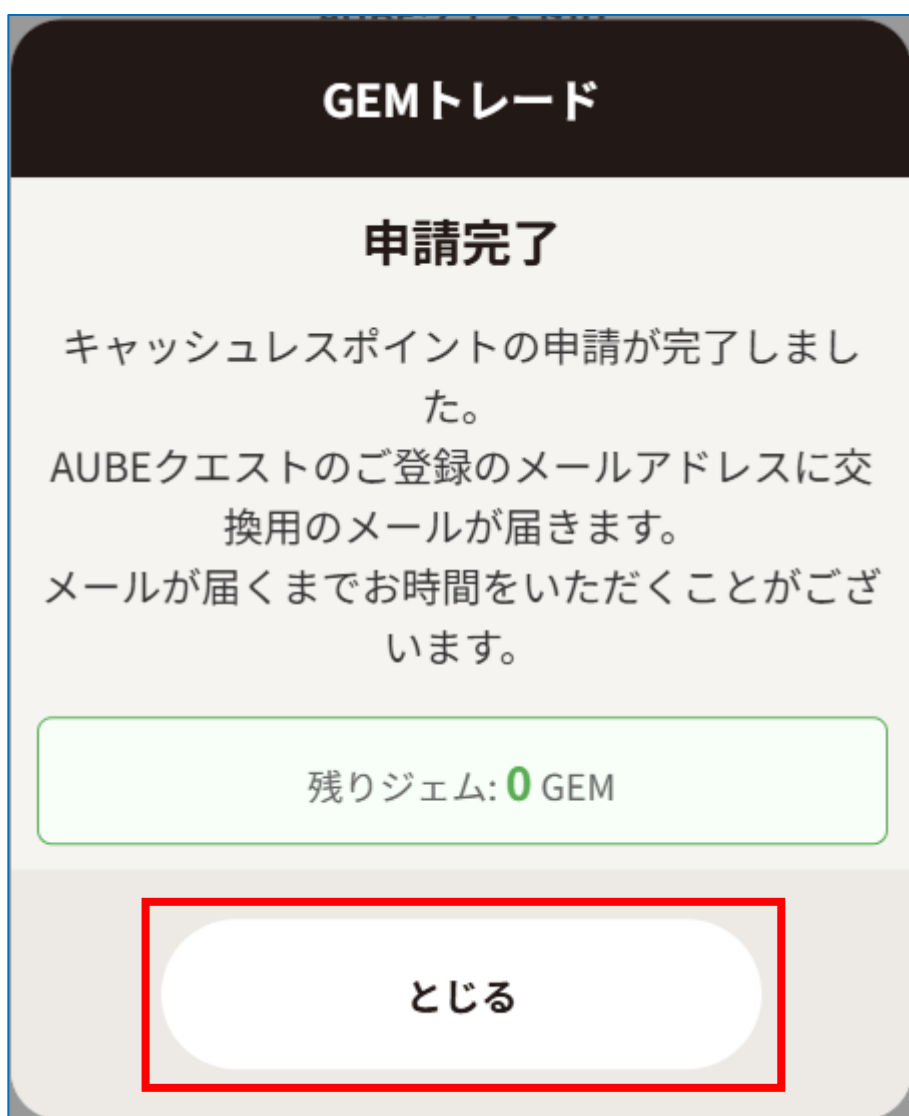 GEMトレード
申請完了
キャッシュレスポイントの申請が完了しまし
た。
AUBEクエストのご登録のメールアドレスに交
換用のメールが届きます。
メールが届くまでお時間をいただくことがござ
います。
残りジェム: 0 GEM
とじる